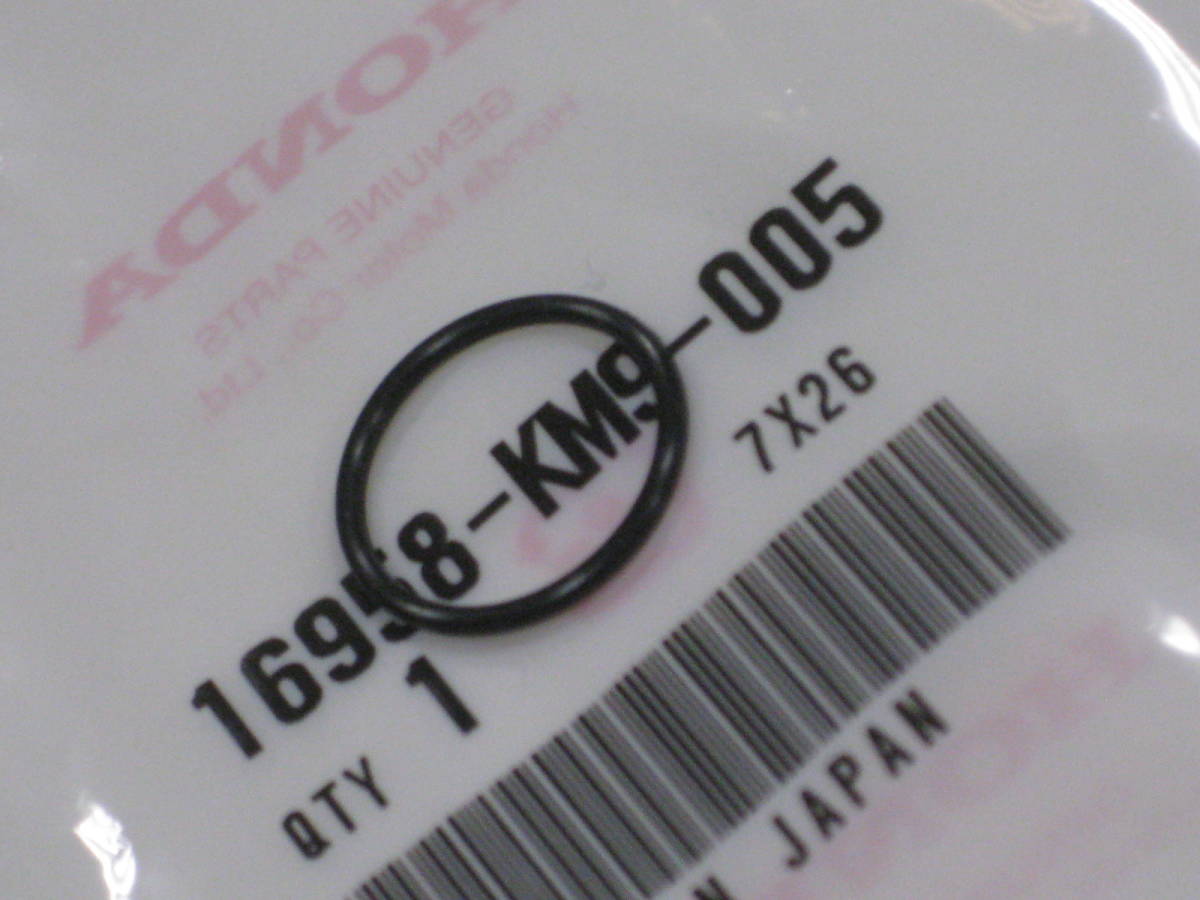 HONDA
GENUINE PARTS
Honda Motor Co., Ltd.
16958-KM9-005
QTY 1 7X26
N JAPAN